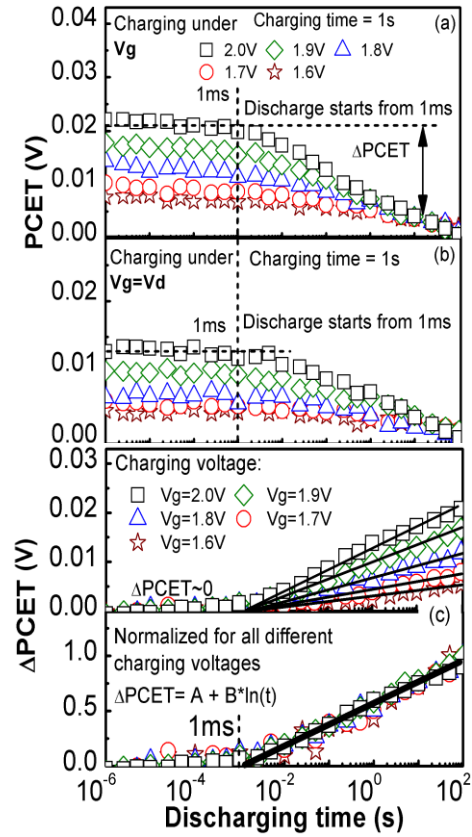 Charging under Charging time = 1s (a)
Vg 2.0V 1.9V 1.8V
1.7V 1.6V
1ms Discharge starts from 1ms
ΔPCET
PCET (V)
0.04
0.03
0.02
0.01
0.00
Charging under Charging time = 1s (b)
Vg=Vd
1ms Discharge starts from 1ms
0.02
0.01
0.00
Charging voltage:
Vg=2.0V Vg=1.9V
Vg=1.8V Vg=1.7V
Vg=1.6V
ΔPCET~0
0.03
0.02
0.01
0.00
ΔPCET (V)
(c)
Normalized for all different
charging voltages
ΔPCET= A + B*ln(t)
1ms
1.0
0.5
0.0
10-6 10-4 10-2 100 102
Discharging time (s)